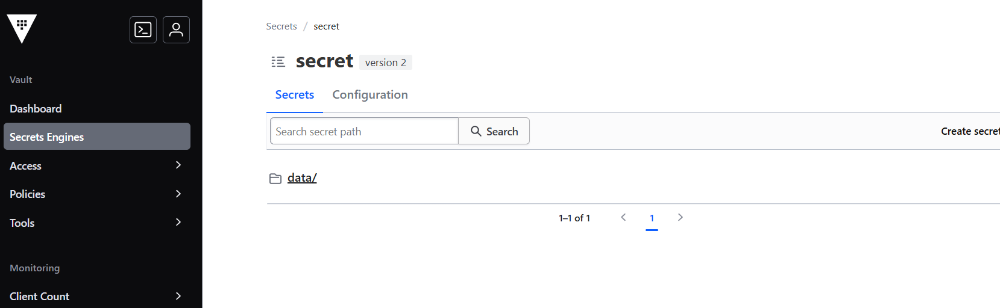 Vault
Dashboard
Secrets Engines
Access
Policies
Tools
Monitoring
Client Count
Secrets / secret
secret version 2
Secrets Configuration
Search secret path Search Create secret
data/
1–1 of 1 1